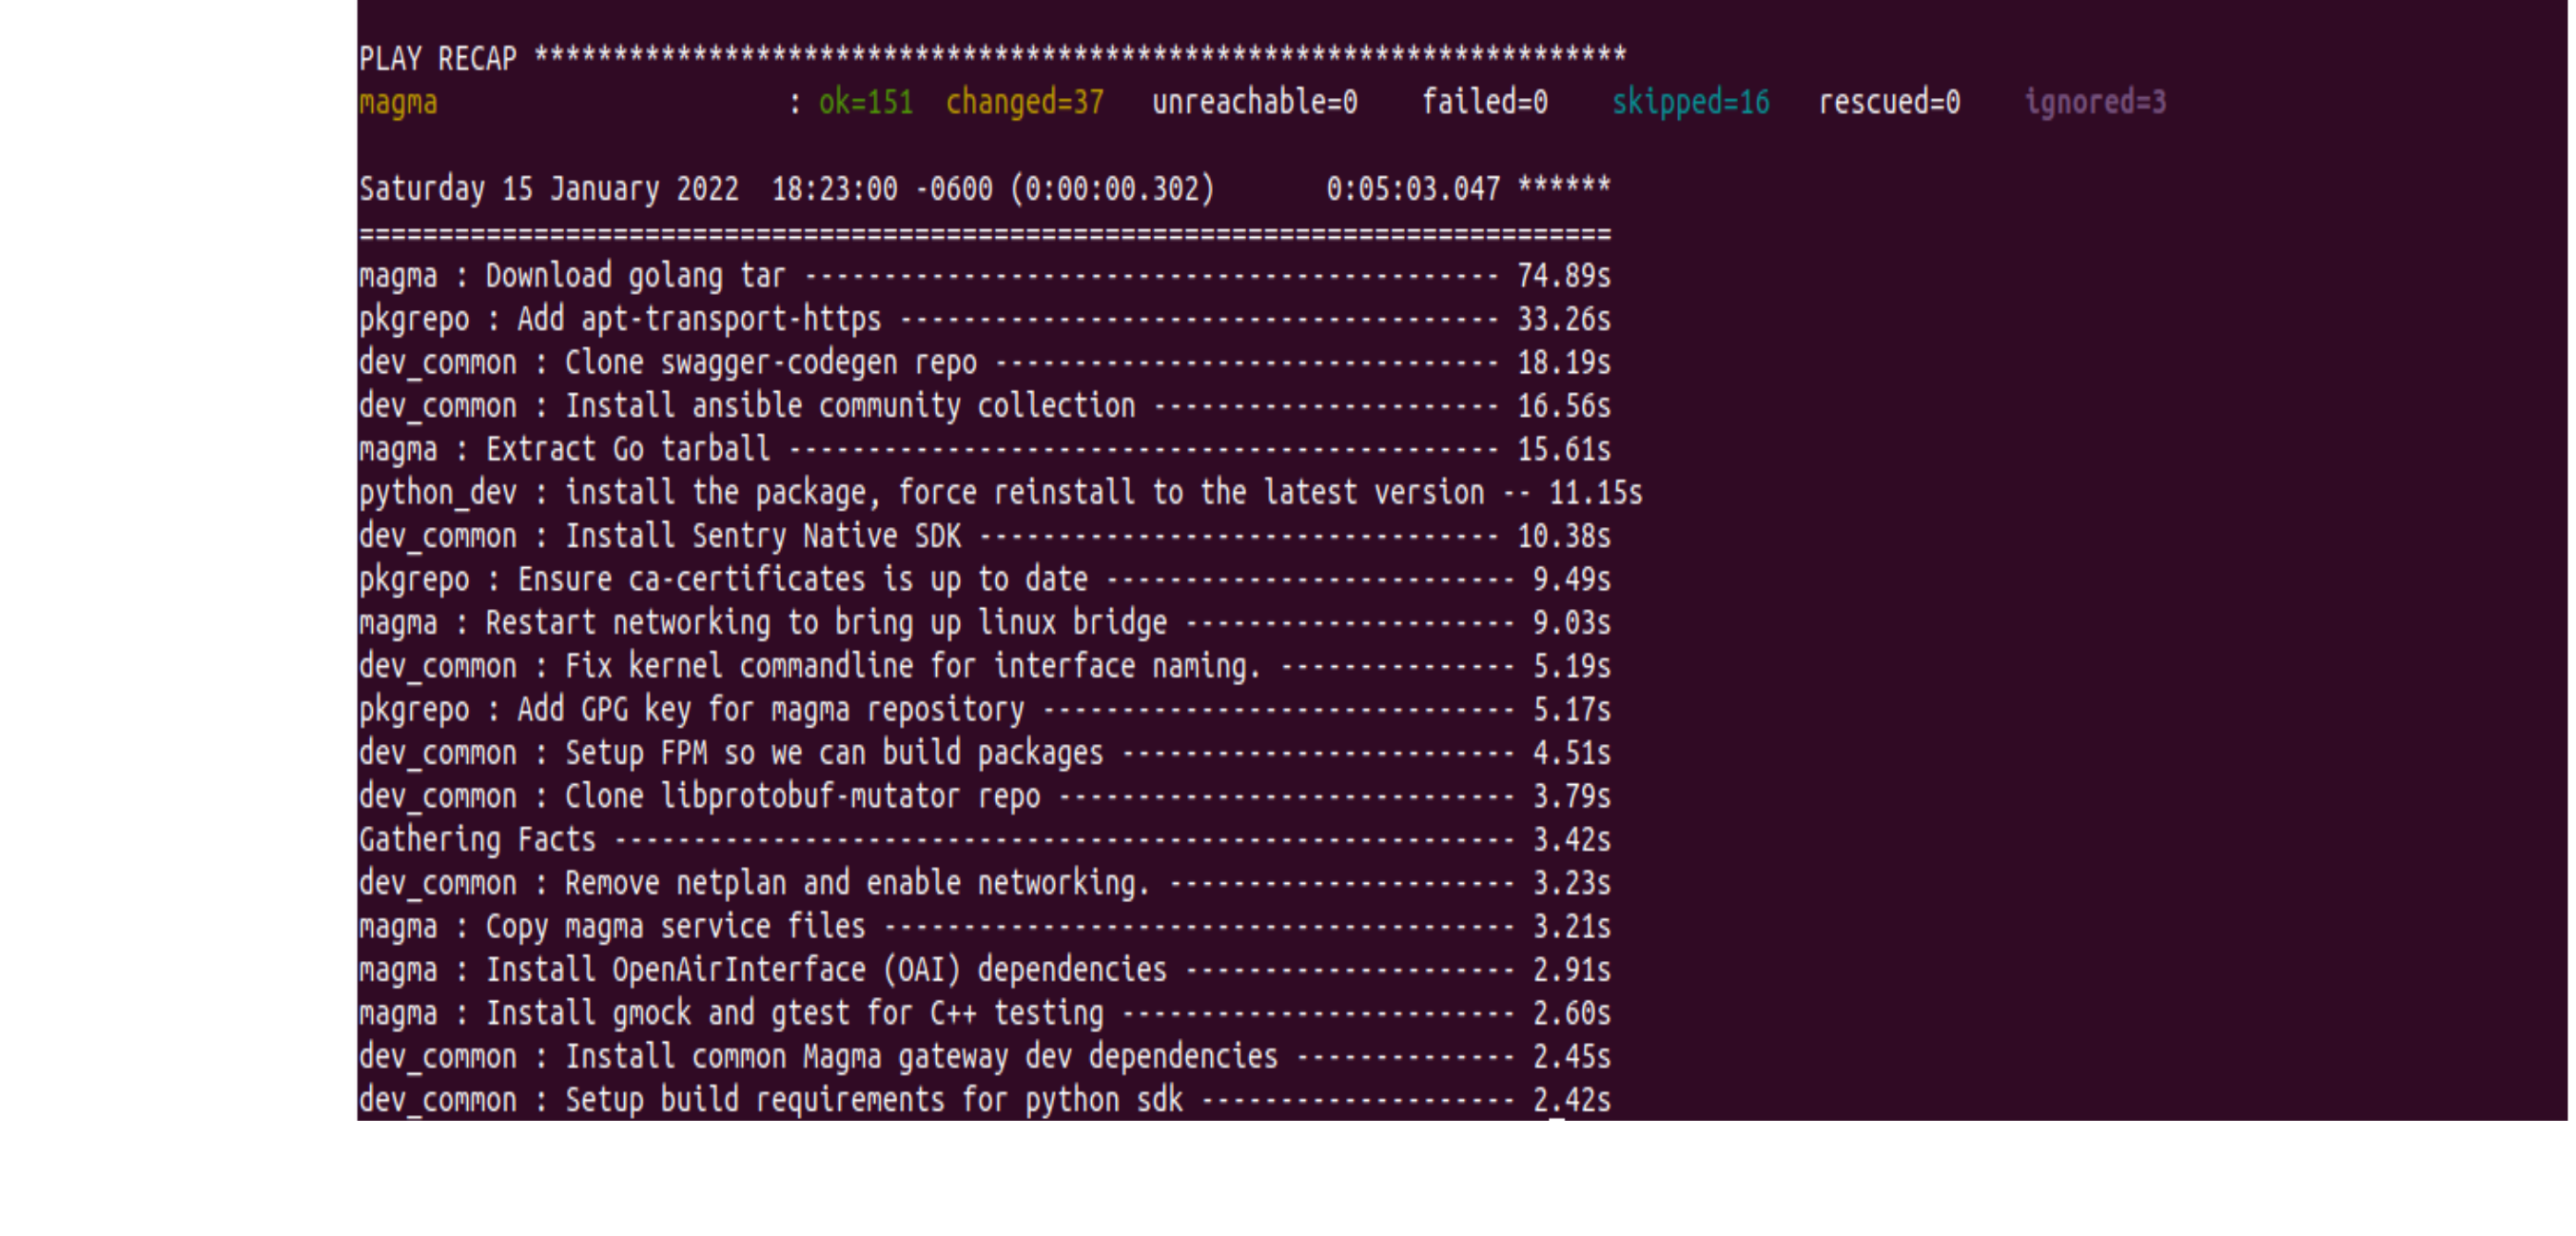 PLAY RECAP *********************************************************************
magma                      : ok=151  changed=37   unreachable=0    failed=0    skipped=16   rescued=0    ignored=3
Saturday 15 January 2022  18:23:00 -0600 (0:00:00.302)       0:05:03.047 ******
===============================================================================
magma : Download golang tar -------------------------------------------- 74.89s
pkgrepo : Add apt-transport-https -------------------------------------- 33.26s
dev_common : Clone swagger-codegen repo -------------------------------- 18.19s
dev_common : Install ansible community collection ---------------------- 16.56s
magma : Extract Go tarball --------------------------------------------- 15.61s
python_dev : install the package, force reinstall to the latest version -- 11.15s
dev_common : Install Sentry Native SDK --------------------------------- 10.38s
pkgrepo : Ensure ca-certificates is up to date -------------------------- 9.49s
magma : Restart networking to bring up linux bridge --------------------- 9.03s
dev_common : Fix kernel commandline for interface naming. --------------- 5.19s
pkgrepo : Add GPG key for magma repository ------------------------------ 5.17s
dev_common : Setup FPM so we can build packages ------------------------- 4.51s
dev_common : Clone libprotobuf-mutator repo ----------------------------- 3.79s
Gathering Facts --------------------------------------------------------- 3.42s
dev_common : Remove netplan and enable networking. ---------------------- 3.23s
magma : Copy magma service files ---------------------------------------- 3.21s
magma : Install OpenAirInterface (OAI) dependencies --------------------- 2.91s
magma : Install gmock and gtest for C++ testing ------------------------- 2.60s
dev_common : Install common Magma gateway dev dependencies -------------- 2.45s
dev_common : Setup build requirements for python sdk -------------------- 2.42s